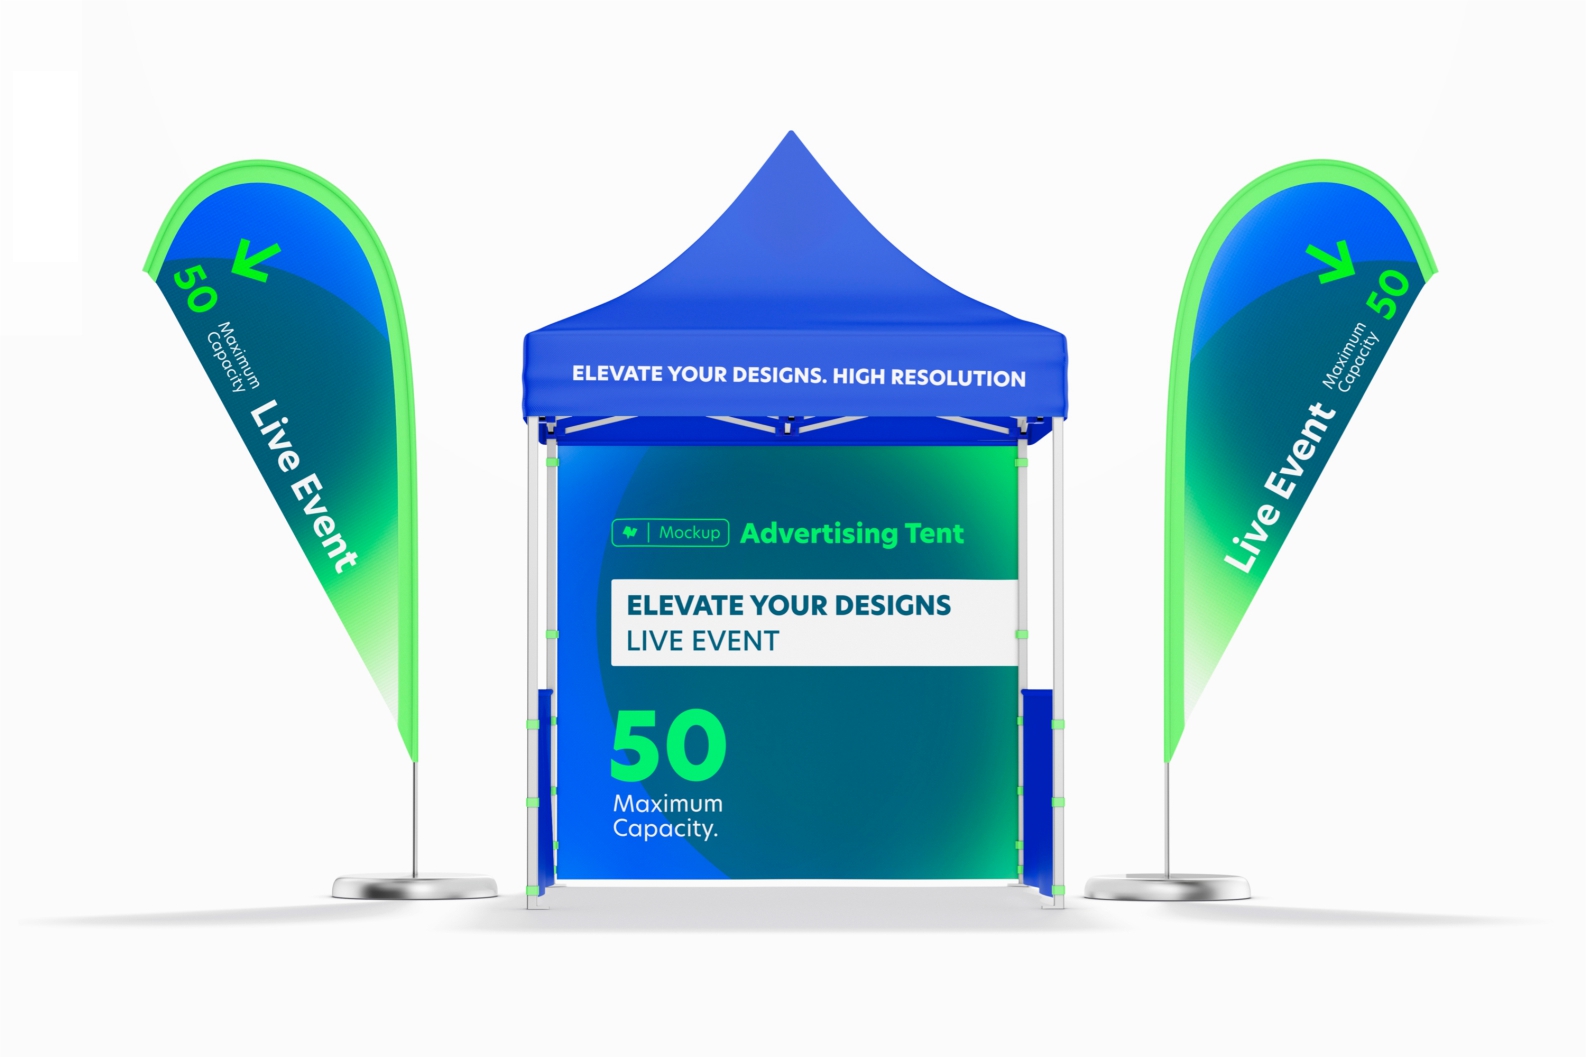 50
Maximum
Capacity
Live Event
ELEVATE YOUR DESIGNS. HIGH RESOLUTION
Mockup
Advertising Tent
ELEVATE YOUR DESIGNS
LIVE EVENT
50
Maximum
Capacity.
Live Event
Maximum
Capacity
50